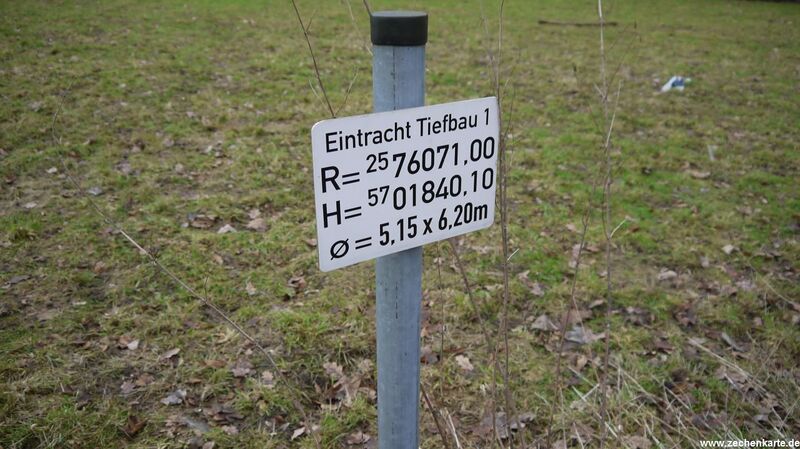 Eintracht Tiefbau 1
R= 2576071,00
H= 5701840,10
ø = 5,15 x 6,20m
www.zechenkarte.de